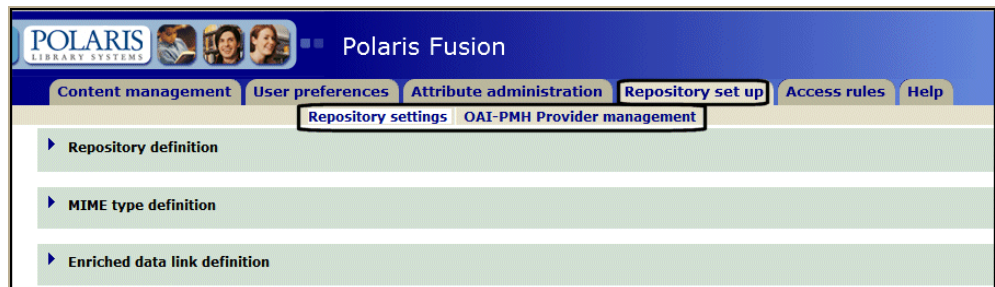 POLARIS
LIBRARY SYSTEMS
Polaris Fusion
Content management User preferences Attribute administration Repository set up Access rules Help
Repository settings OAI-PMH Provider management
Repository definition
MIME type definition
Enriched data link definition